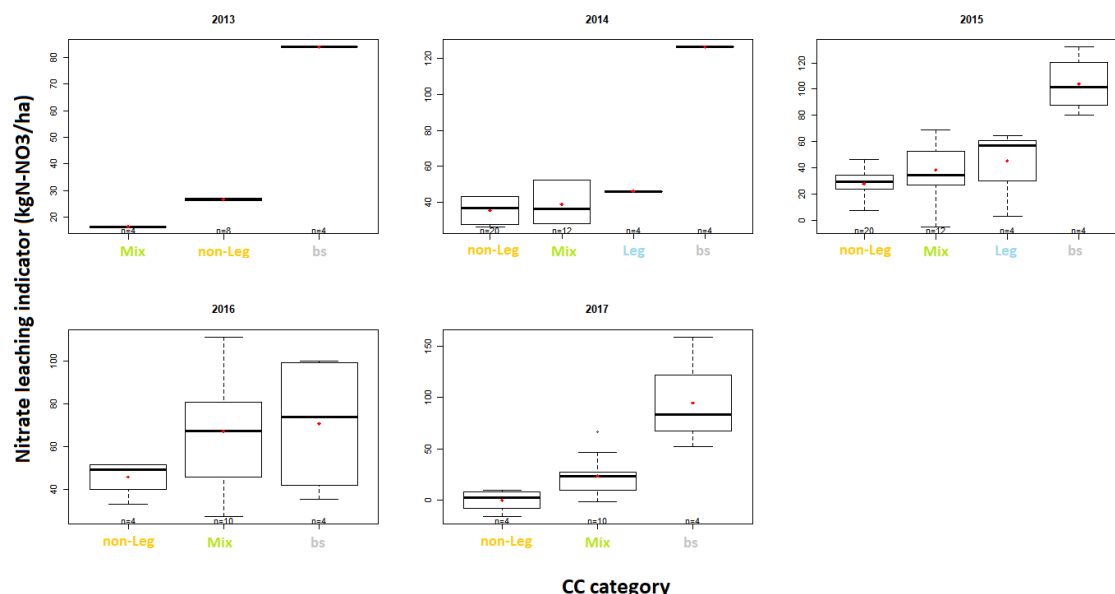 2013
2014
2015
Nitrate leaching indicator (kgN-NO3/ha)
80
70
60
50
40
30
20
n=4 n=8 n=4
Mix non-Leg bs
120
100
80
60
40
n=20 n=12 n=4 n=4
non-Leg Mix Leg bs
120
100
80
60
40
20
0
n=20 n=12 n=4 n=4
non-Leg Mix Leg bs
2016
2017
100
80
60
40
n=4 n=10 n=4
non-Leg Mix bs
150
100
50
0
n=4 n=10 n=4
non-Leg Mix bs
CC category